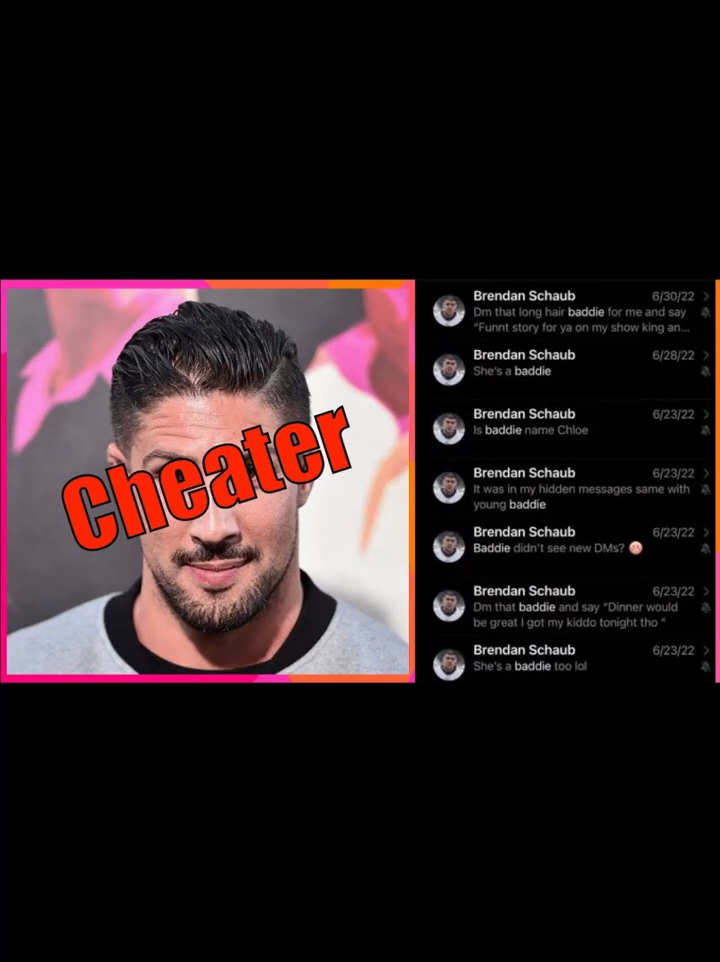 Cheater
Brendan Schaub 6/30/22
Dm that long hair baddie for me and say
"Funnt story for ya on my show king an...
Brendan Schaub 6/28/22
She's a baddie
Brendan Schaub 6/23/22
Is baddie name Chloe
Brendan Schaub 6/23/22
It was in my hidden messages same with
young baddie
Brendan Schaub 6/23/22
Baddie didn't see new DMs? 🥵
Brendan Schaub 6/23/22
Dm that baddie and say "Dinner would
be great I got my kiddo tonight tho "
Brendan Schaub 6/23/22
She's a baddie too lol